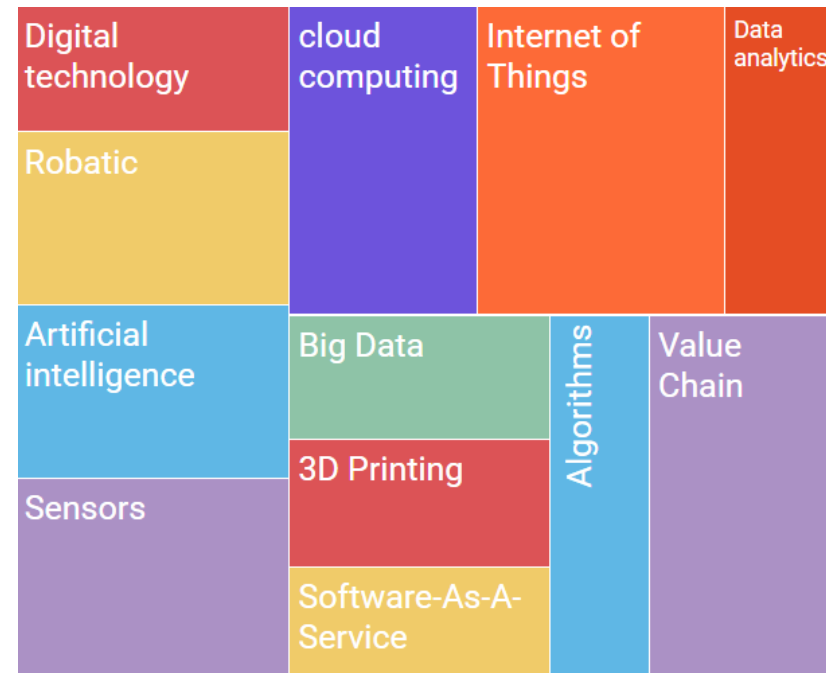 Digital
technology
cloud
computing
Internet of
Things
Data
analytics
Robatic
Artificial
intelligence
Sensors
Big Data
3D Printing
Software-As-A-
Service
Algorithms
Value
Chain